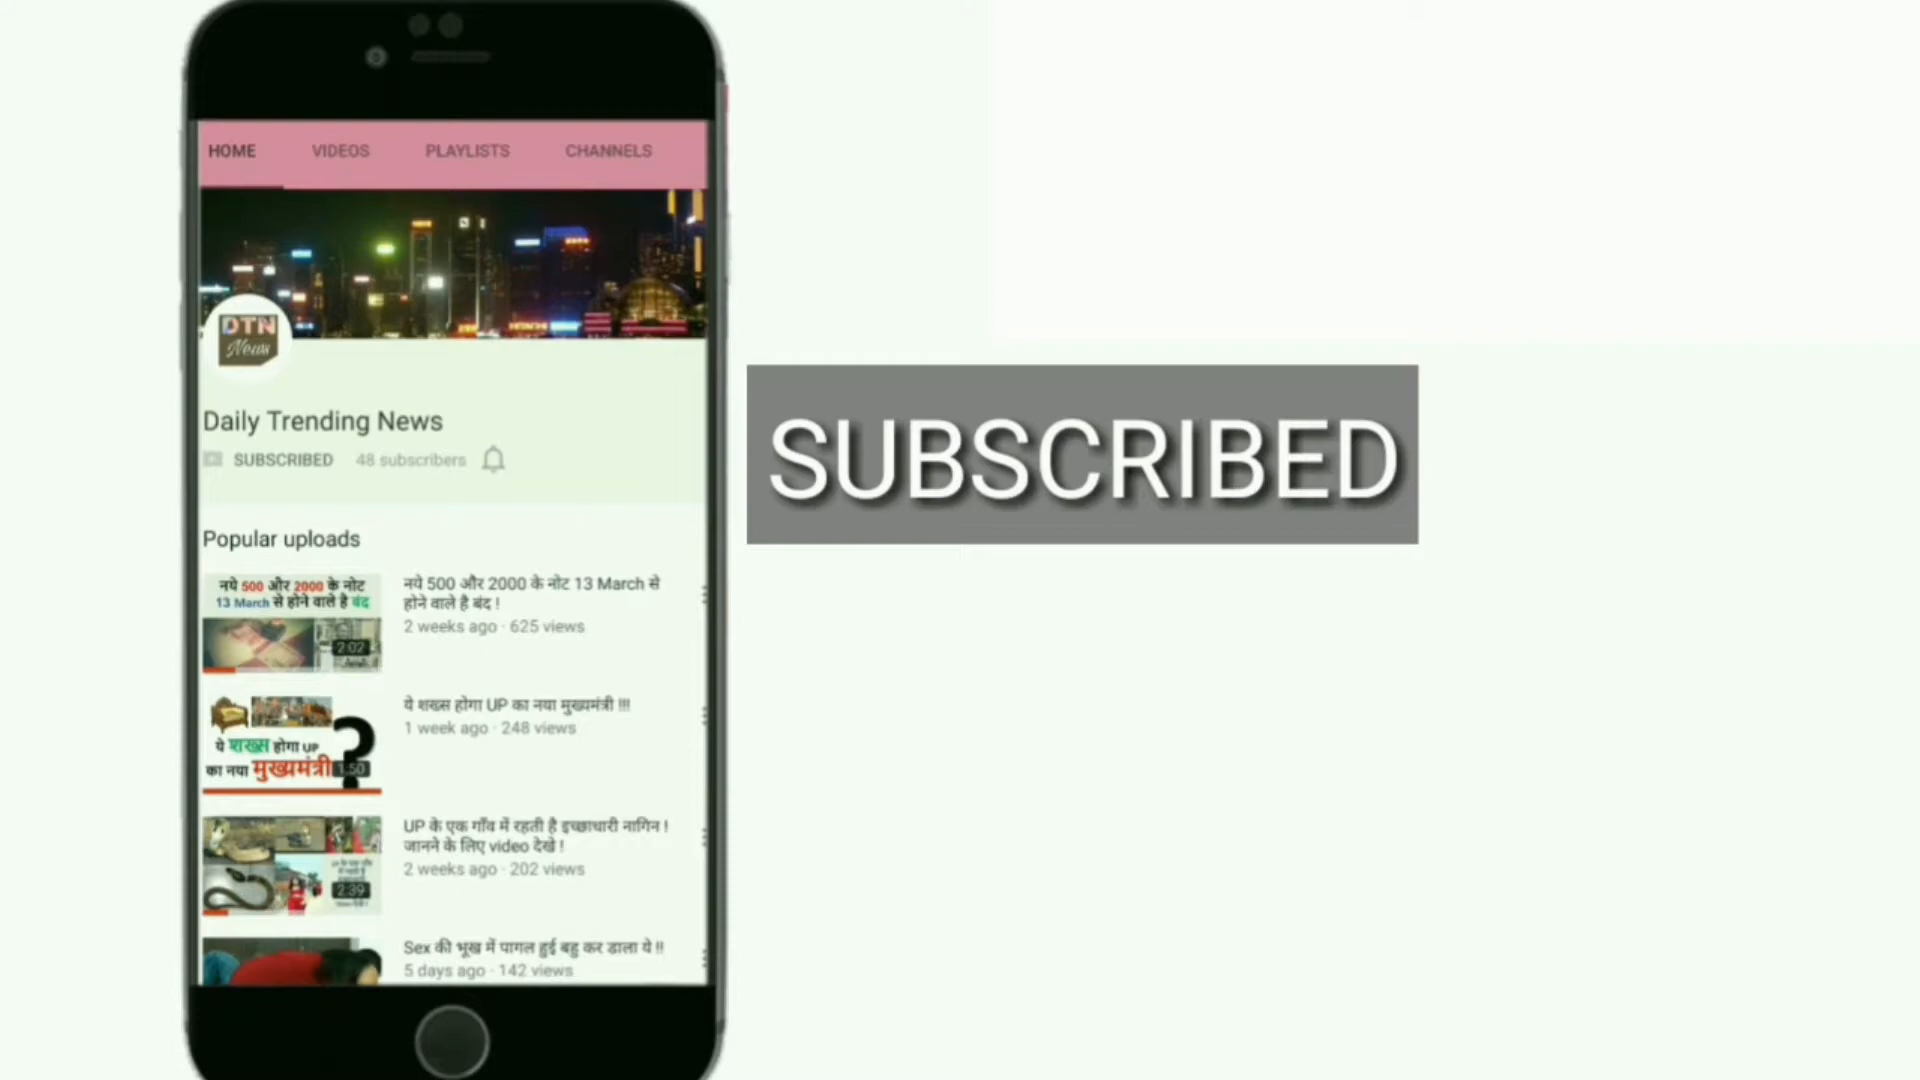 HOME VIDEOS PLAYLISTS CHANNELS
DTN
News
Daily Trending News
SUBSCRIBED 48 subscribers
SUBSCRIBED
Popular uploads
नये 500 और 2000 के नोट
13 March से होने वाले है बंद
2:02
नये 500 और 2000 के नोट 13 March से
होने वाले है बंद !
2 weeks ago · 625 views
ये शख्स होगा UP
का नया मुख्यमंत्री ?
1:50
ये शख्स होगा UP का नया मुख्यमंत्री !!!
1 week ago · 248 views
2:39
UP के एक गाँव में रहती है इच्छाधारी नागिन !
जानने के लिए video देखे !
2 weeks ago · 202 views
Sex की भूख में पागल हुई बहु कर डाला ये !!
5 days ago · 142 views